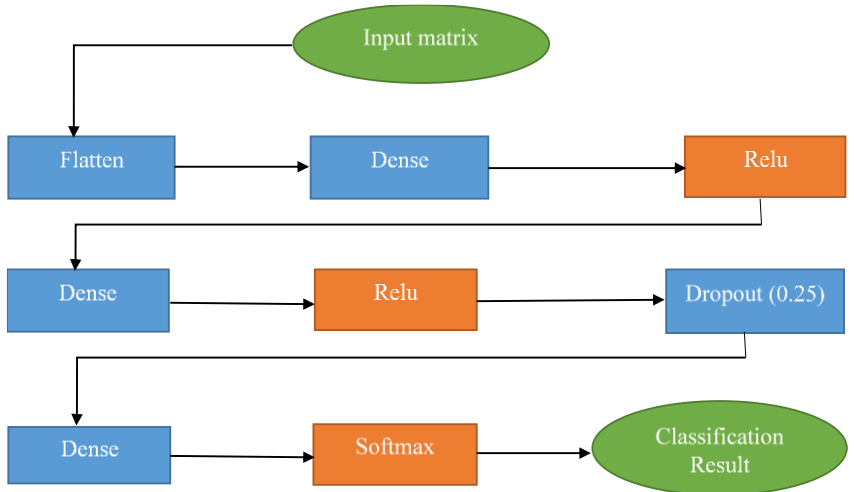 Input matrix
Flatten
Dense
Relu
Dense
Relu
Dropout (0.25)
Dense
Softmax
Classification
Result